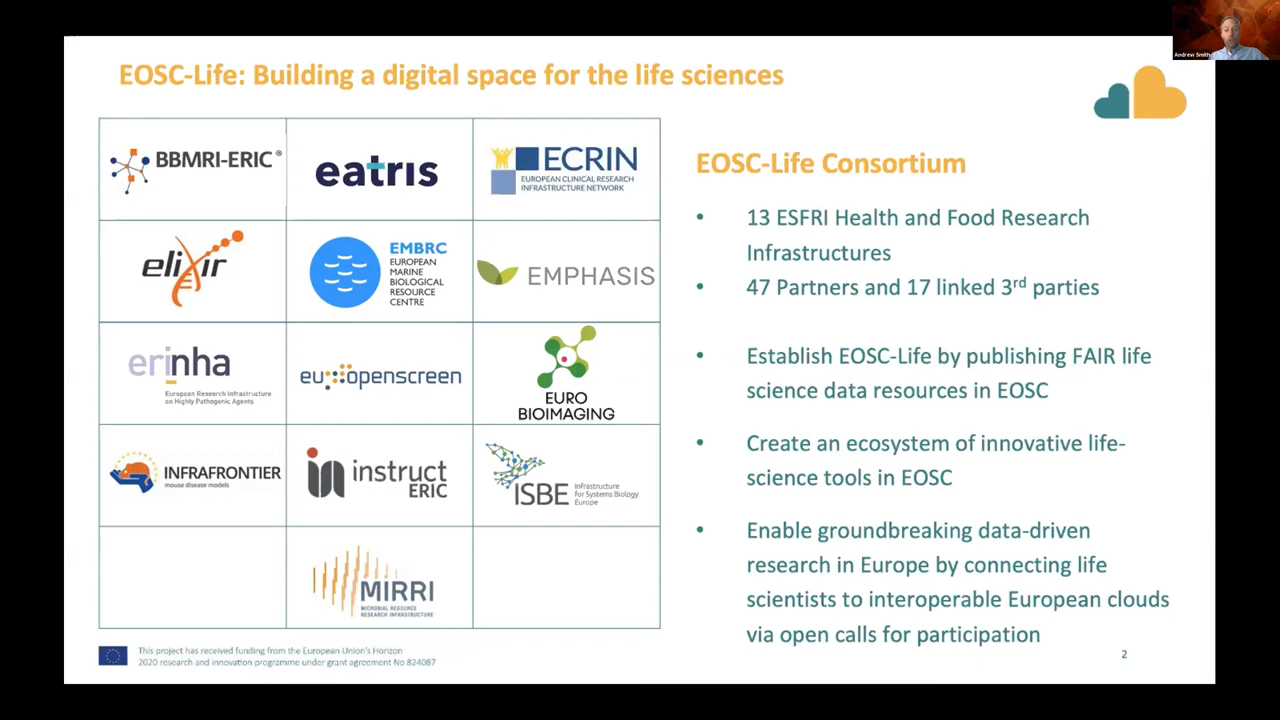 Andrew Smith
EOSC-Life: Building a digital space for the life sciences
BBMRI-ERIC®
eatris
ECRIN
EUROPEAN CLINICAL RESEARCH
INFRASTRUCTURE NETWORK
elixir
EMBRC
EUROPEAN
MARINE
BIOLOGICAL
RESOURCE
CENTRE
EMPHASIS
erinha
European Research Infrastructure
on Highly Pathogenic Agents
eu openscreen
EURO
BIOIMAGING
INFRAFRONTIER
mouse disease models
instruct
ERIC
ISBE
Infrastructure
for Systems Biology
Europe
MIRRI
MICROBIAL RESOURCE
RESEARCH INFRASTRUCTURE
EOSC-Life Consortium
• 13 ESFRI Health and Food Research
Infrastructures
• 47 Partners and 17 linked 3rd parties
• Establish EOSC-Life by publishing FAIR life
science data resources in EOSC
• Create an ecosystem of innovative life-
science tools in EOSC
• Enable groundbreaking data-driven
research in Europe by connecting life
scientists to interoperable European clouds
via open calls for participation
This project has received funding from the European Union's Horizon
2020 research and innovation programme under grant agreement No 824087
2